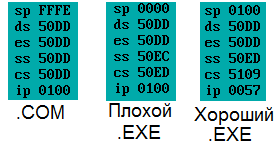 sp FFFE
ds 50DD
es 50DD
ss 50DD
cs 50DD
ip 0100
.COM
sp 0000
ds 50DD
es 50DD
ss 50EC
cs 50ED
ip 0100
Плохой
.EXE
sp 0100
ds 50DD
es 50DD
ss 50ED
cs 5109
ip 0057
Хороший
.EXE